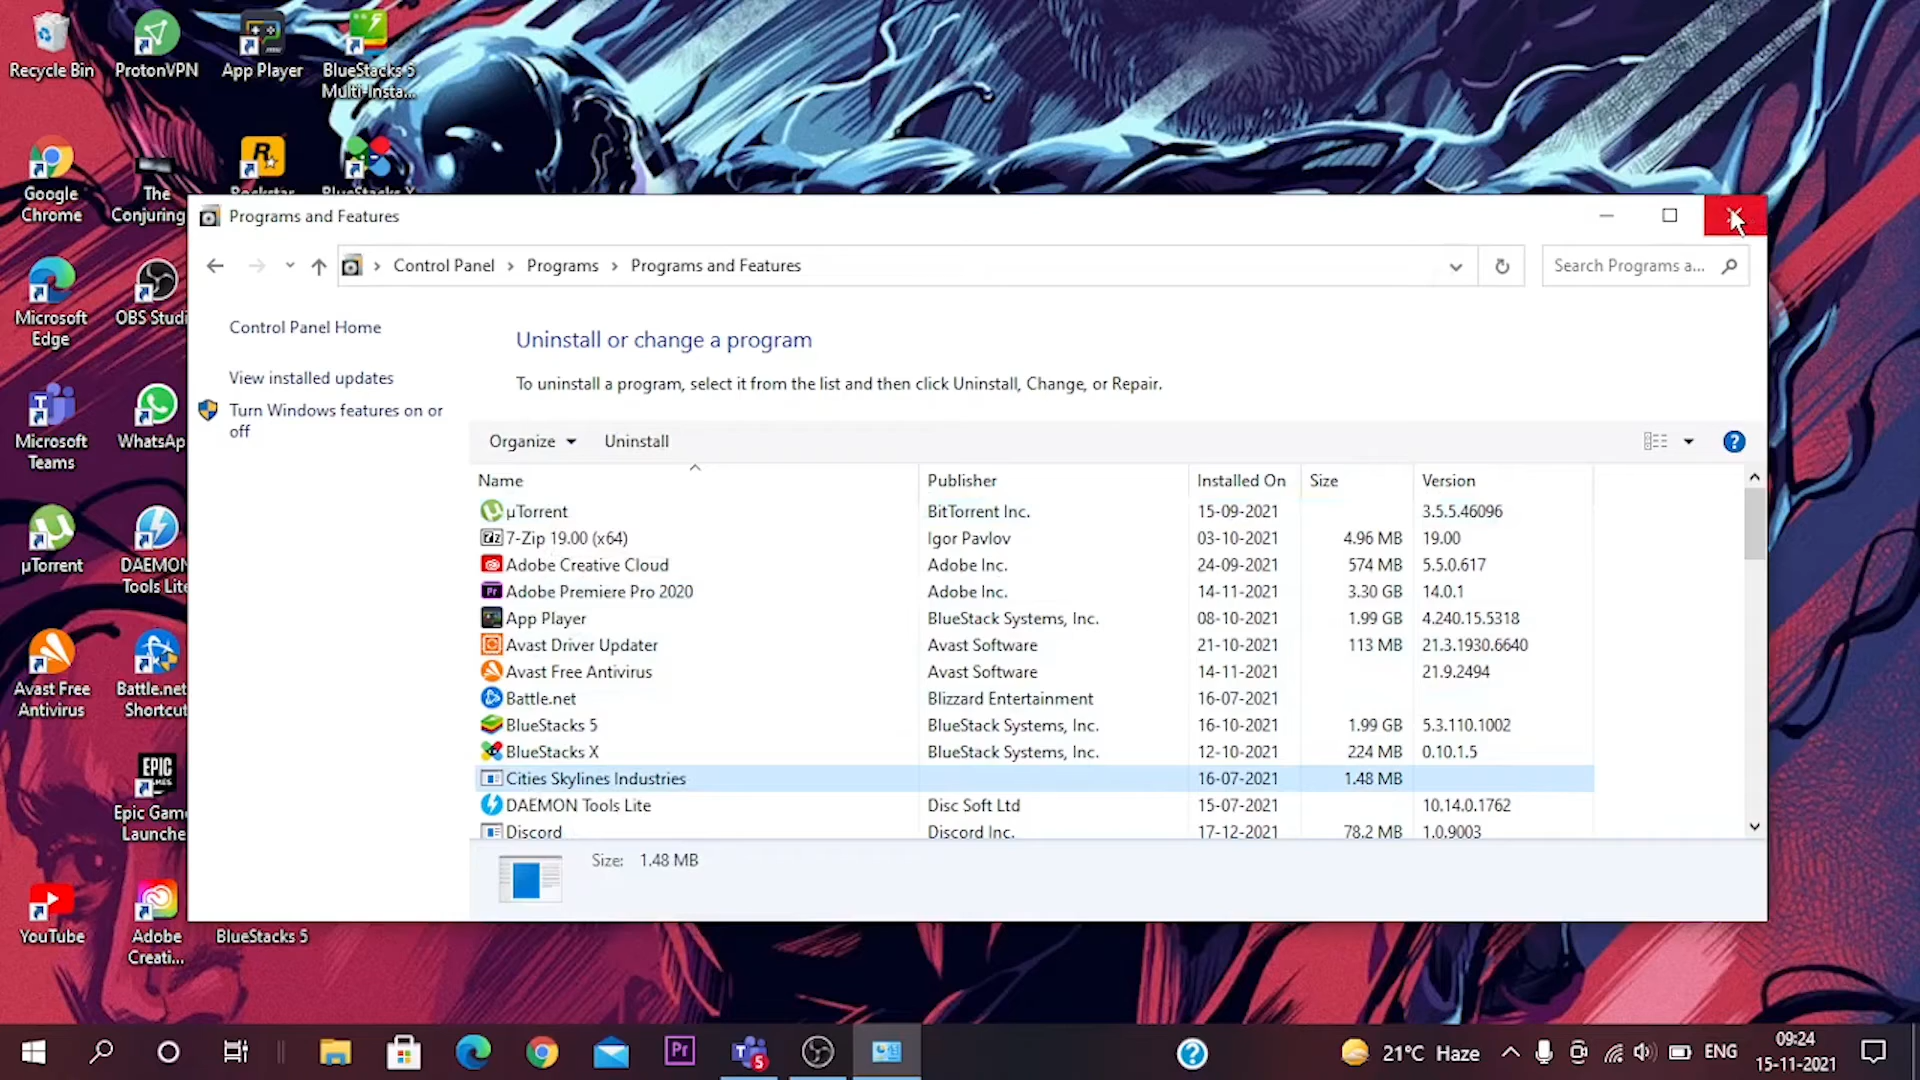 Recycle Bin
ProtonVPN
App Player
BlueStacks 5
Multi-Insta...
Google
Chrome
The
Conjuring
Rockstar
BlueStacks X
Microsoft
Edge
OBS Studi
Microsoft
Teams
WhatsAp
µTorrent
DAEMON
Tools Lite
Avast Free
Antivirus
Battle.net
Shortcut
EPIC
GAMES
Epic Game
Launche
YouTube
Adobe
Creati...
BlueStacks 5
Programs and Features
Control Panel
Programs
Programs and Features
Search Programs a...
Control Panel Home
View installed updates
Turn Windows features on or
off
Uninstall or change a program
To uninstall a program, select it from the list and then click Uninstall, Change, or Repair.
Organize Uninstall
Name Publisher Installed On Size Version
µTorrent BitTorrent Inc. 15-09-2021 3.5.5.46096
7-Zip 19.00 (x64) Igor Pavlov 03-10-2021 4.96 MB 19.00
Adobe Creative Cloud Adobe Inc. 24-09-2021 574 MB 5.5.0.617
Adobe Premiere Pro 2020 Adobe Inc. 14-11-2021 3.30 GB 14.0.1
App Player BlueStack Systems, Inc. 08-10-2021 1.99 GB 4.240.15.5318
Avast Driver Updater Avast Software 21-10-2021 113 MB 21.3.1930.6640
Avast Free Antivirus Avast Software 14-11-2021 21.9.2494
Battle.net Blizzard Entertainment 16-07-2021
BlueStacks 5 BlueStack Systems, Inc. 16-10-2021 1.99 GB 5.3.110.1002
BlueStacks X BlueStack Systems, Inc. 12-10-2021 224 MB 0.10.1.5
Cities Skylines Industries 16-07-2021 1.48 MB
DAEMON Tools Lite Disc Soft Ltd 15-07-2021 10.14.0.1762
Discord Discord Inc. 17-12-2021 78.2 MB 1.0.9003
Size: 1.48 MB
Pr
5
21°C Haze
ENG
09:24
15-11-2021